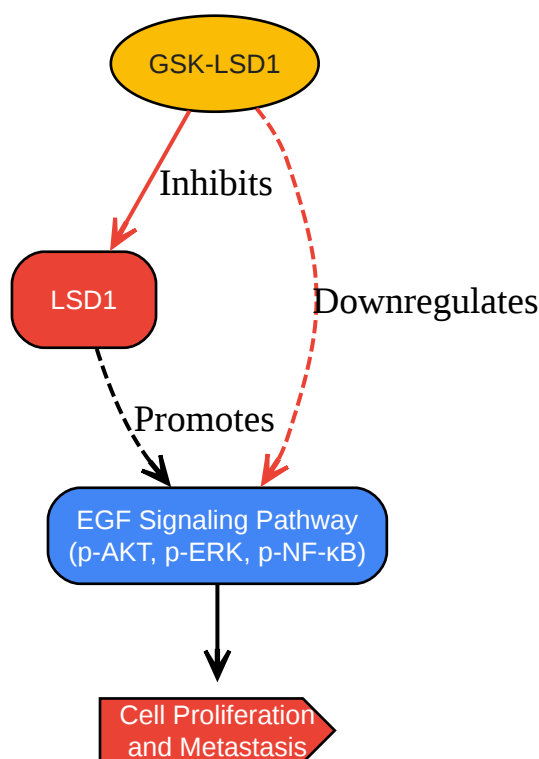 GSK-LSD1
Inhibits
LSD1
Downregulates
Promotes
EGF Signaling Pathway
(p-AKT, p-ERK, p-NF-κB)
Cell Proliferation
and Metastasis